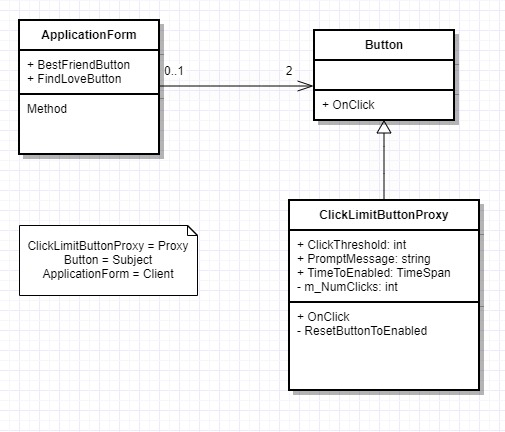 ApplicationForm
+ BestFriendButton
+ FindLoveButton
Method
0..1
2
Button
+ OnClick
ClickLimitButtonProxy
+ ClickThreshold: int
+ PromptMessage: string
+ TimeToEnabled: TimeSpan
- m_NumClicks: int
+ OnClick
- ResetButtonToEnabled
ClickLimitButtonProxy = Proxy
Button = Subject
ApplicationForm = Client